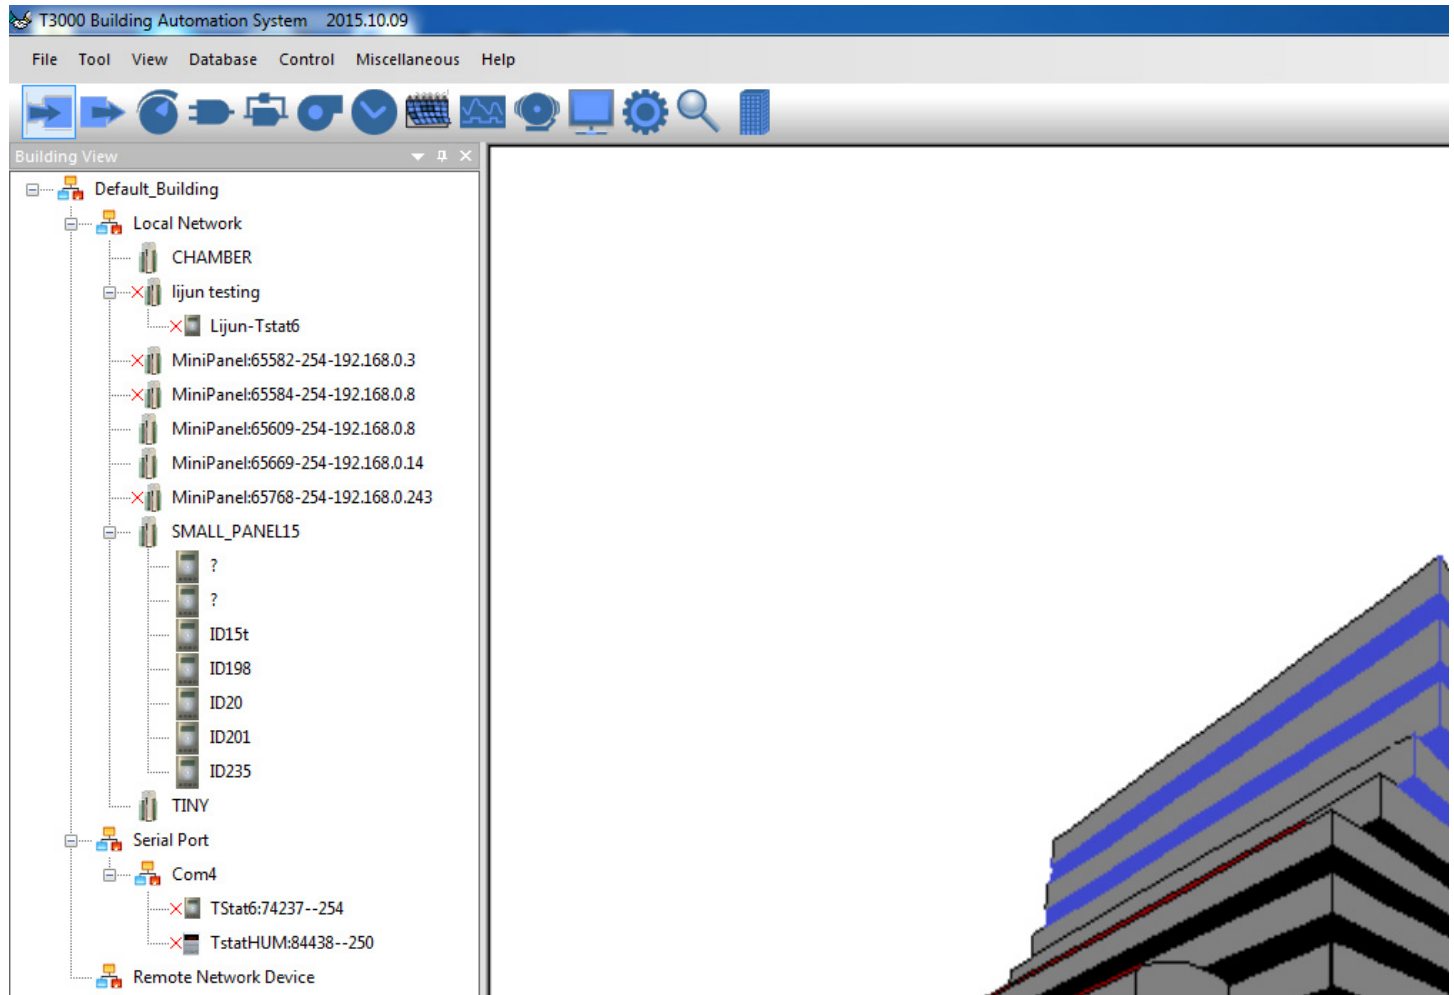 T3000 Building Automation System 2015.10.09
File Tool View Database Control Miscellaneous Help
Building View
Default_Building
Local Network
CHAMBER
lijun testing
Lijun-Tstat6
MiniPanel:65582-254-192.168.0.3
MiniPanel:65584-254-192.168.0.8
MiniPanel:65609-254-192.168.0.8
MiniPanel:65669-254-192.168.0.14
MiniPanel:65768-254-192.168.0.243
SMALL_PANEL15
?
?
ID15t
ID198
ID20
ID201
ID235
TINY
Serial Port
Com4
TStat6:74237--254
TstatHUM:84438--250
Remote Network Device